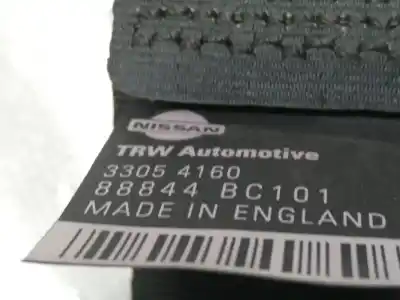 NISSAN
TRW Automotive
3305 4160
88844 BC101
MADE IN ENGLAND